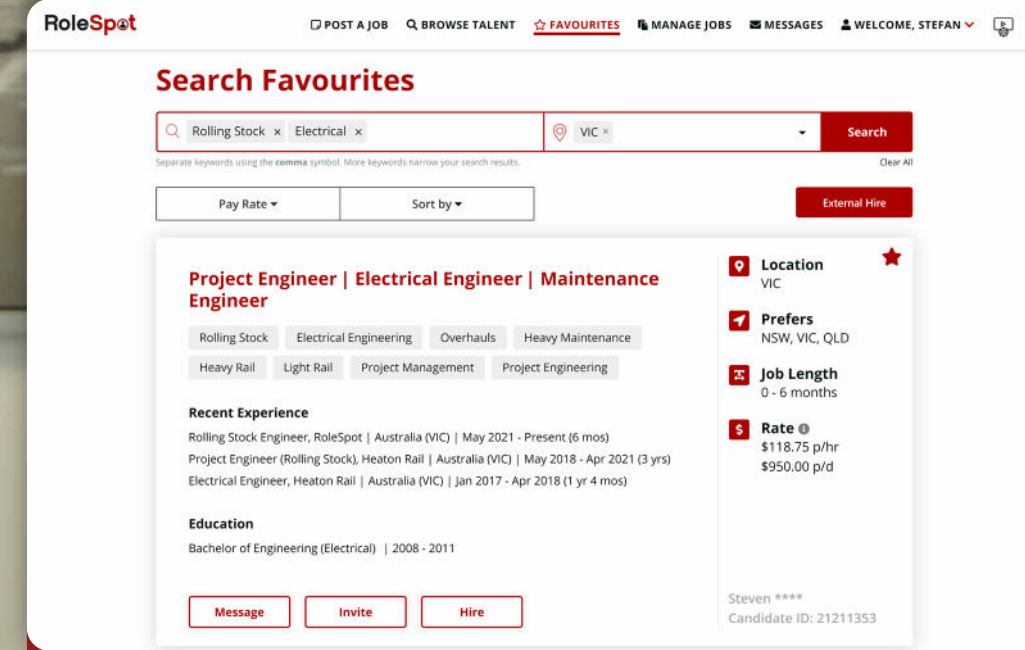 RoleSpot
POST A JOB BROWSE TALENT FAVOURITES MANAGE JOBS MESSAGES WELCOME, STEFAN
Search Favourites
Rolling Stock × Electrical × VIC × Search
Separate keywords using the comma symbol. More keywords narrow your search results. Clear All
Pay Rate Sort by External Hire
Project Engineer | Electrical Engineer | Maintenance
Engineer
Rolling Stock Electrical Engineering Overhauls Heavy Maintenance
Heavy Rail Light Rail Project Management Project Engineering
Recent Experience
Rolling Stock Engineer, RoleSpot | Australia (VIC) | May 2021 - Present (6 mos)
Project Engineer (Rolling Stock), Heaton Rail | Australia (VIC) | May 2018 - Apr 2021 (3 yrs)
Electrical Engineer, Heaton Rail | Australia (VIC) | Jan 2017 - Apr 2018 (1 yr 4 mos)
Education
Bachelor of Engineering (Electrical) | 2008 - 2011
Message Invite Hire
Location
VIC
Prefers
NSW, VIC, QLD
Job Length
0 - 6 months
$ Rate
$118.75 p/hr
$950.00 p/d
Steven ****
Candidate ID: 21211353